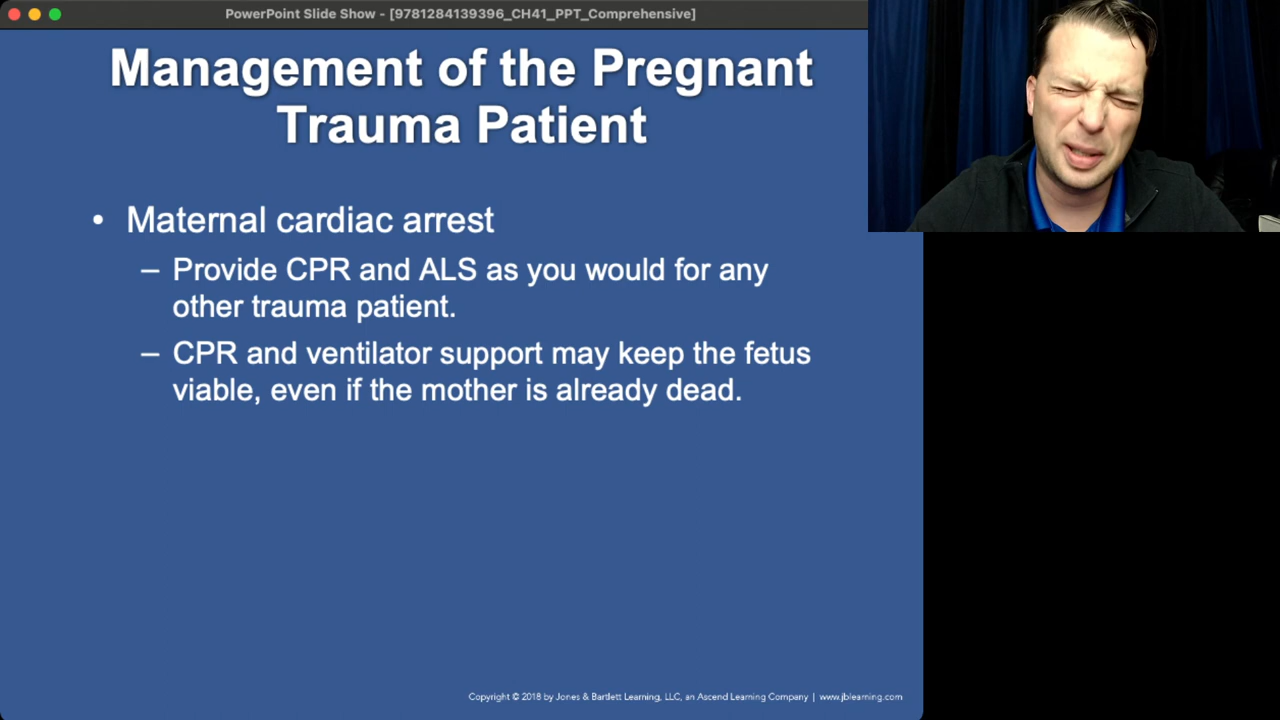 PowerPoint Slide Show - [9781284139396_CH41_PPT_Comprehensive]
Management of the Pregnant
Trauma Patient
• Maternal cardiac arrest
– Provide CPR and ALS as you would for any
other trauma patient.
– CPR and ventilator support may keep the fetus
viable, even if the mother is already dead.
Copyright © 2018 by Jones & Bartlett Learning, LLC, an Ascend Learning Company | www.jblearning.com